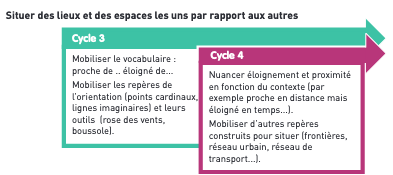 Situer des lieux et des espaces les uns par rapport aux autres
Cycle 3
Mobiliser le vocabulaire :
proche de .. éloigné de...
Mobiliser les repères de
l'orientation (points cardinaux,
lignes imaginaires) et leurs
outils (rose des vents,
boussole).
Cycle 4
Nuancer éloignement et proximité
en fonction du contexte (par
exemple proche en distance mais
éloigné en temps...).
Mobiliser d'autres repères
construits pour situer (frontières,
réseau urbain, réseau de
transport...).